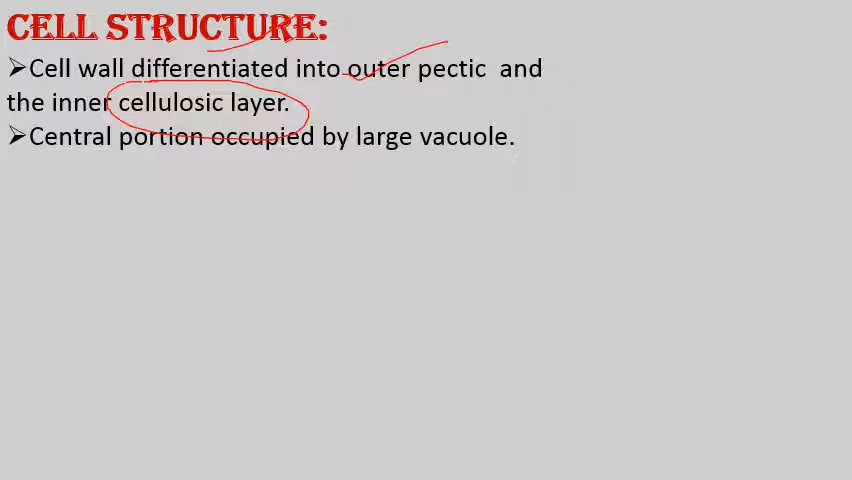 CELL STRUCTURE:
➢Cell wall differentiated into outer pectic and
the inner cellulosic layer.
➢Central portion occupied by large vacuole.